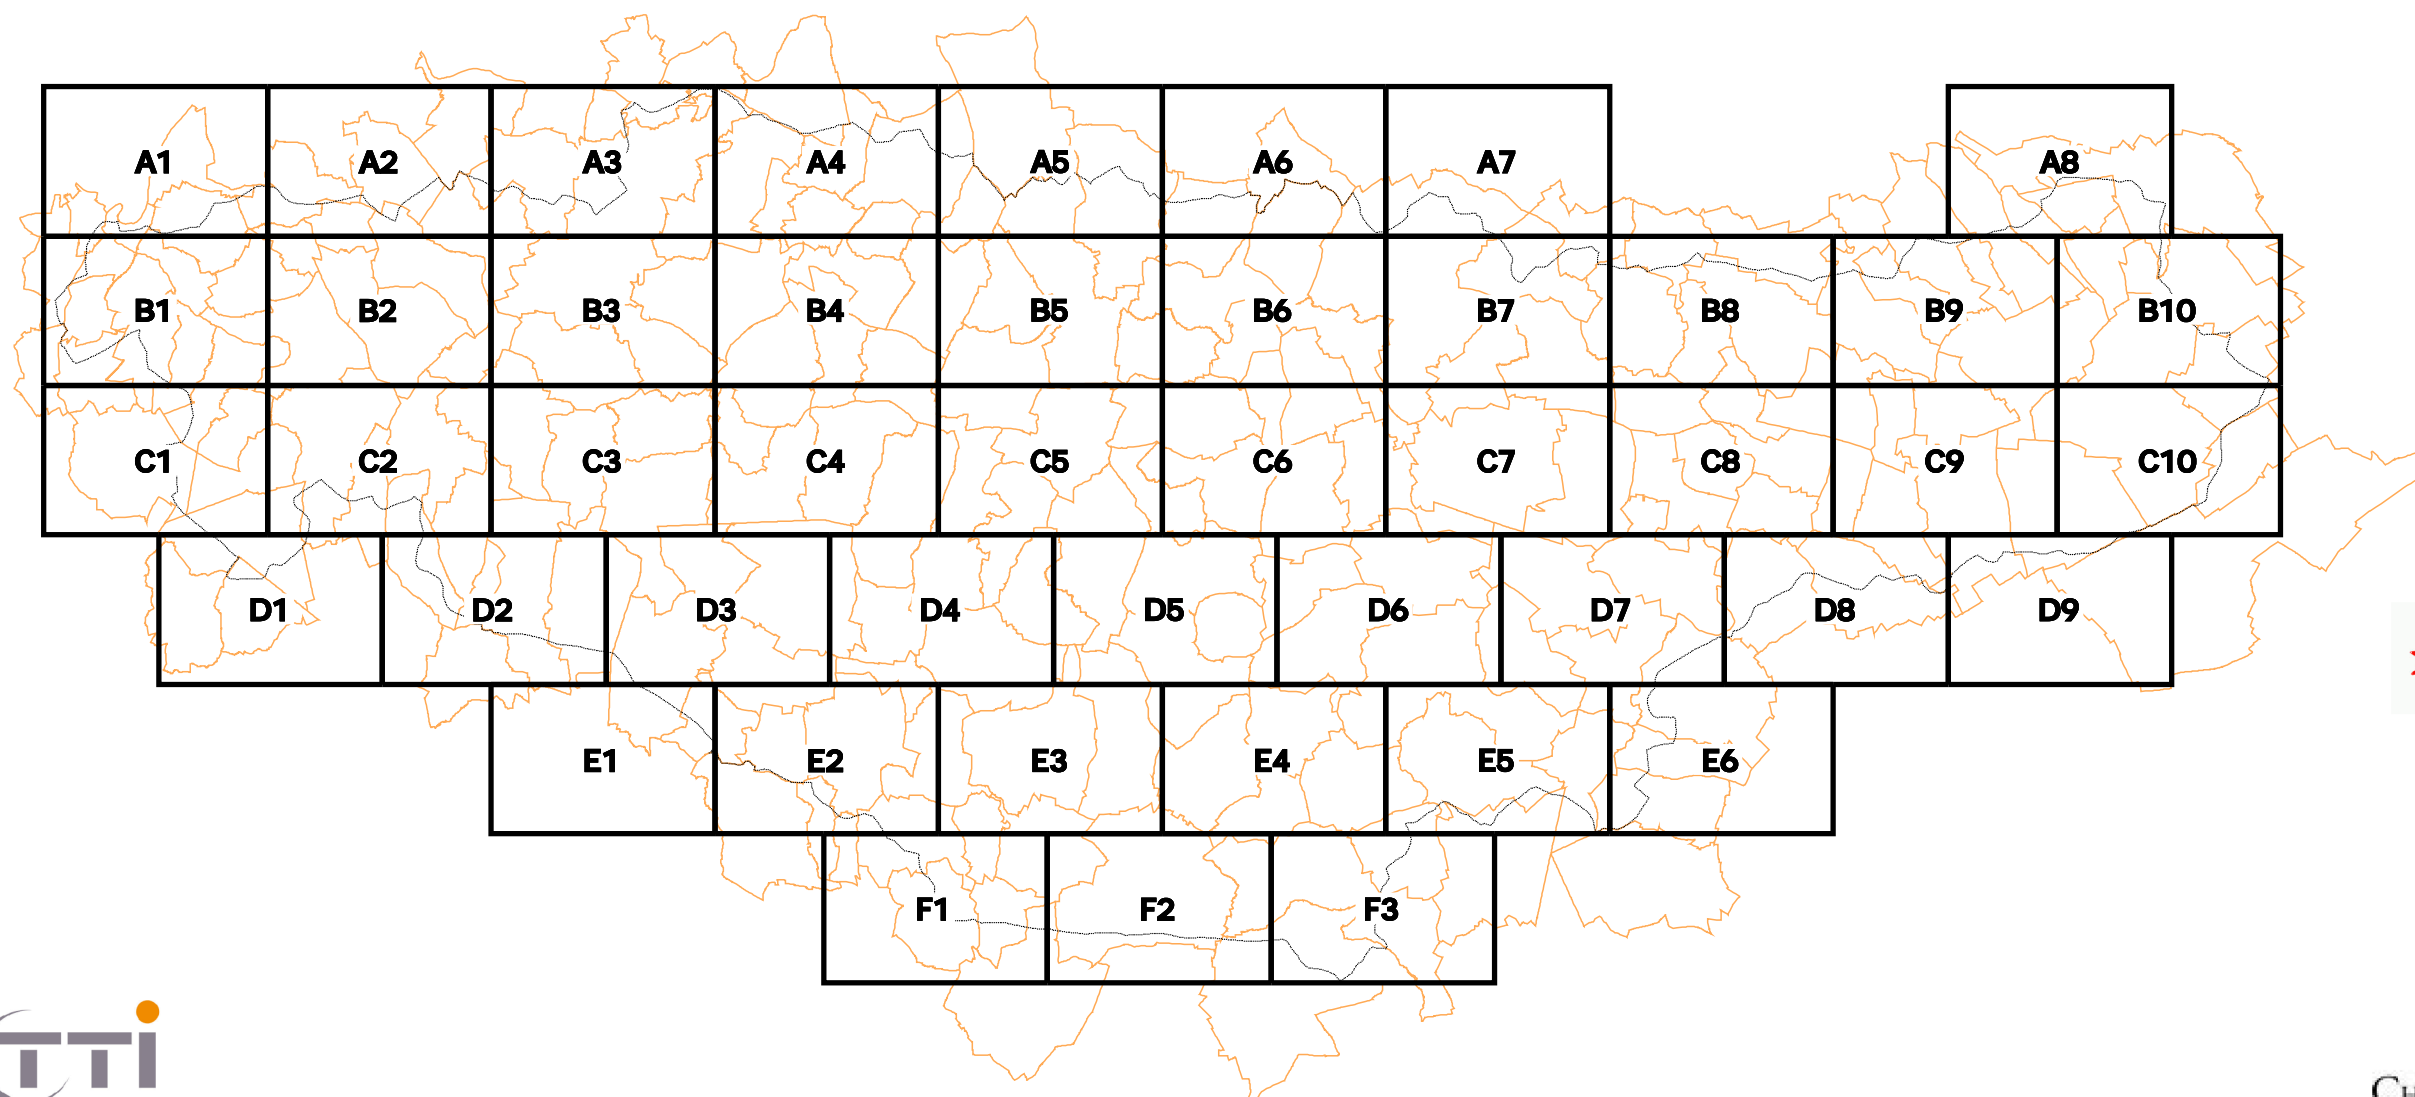 A1 A2 A3 A4 A5 A6 A7 A8
B1 B2 B3 B4 B5 B6 B7 B8 B9 B10
C1 C2 C3 C4 C5 C6 C7 C8 C9 C10
D1 D2 D3 D4 D5 D6 D7 D8 D9
E1 E2 E3 E4 E5 E6
F1 F2 F3
TTi